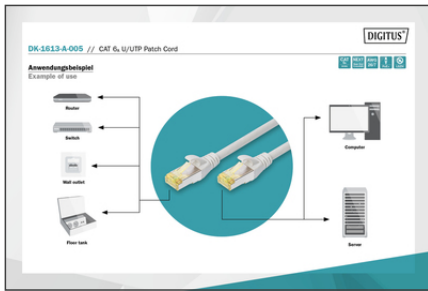 DIGITUS®
DK-1613-A-005 // CAT 6A U/UTP Patch Cord
Anwendungsbeispiel
Example of use
Router
Switch
Wall outlet
Floor tank
Computer
Server